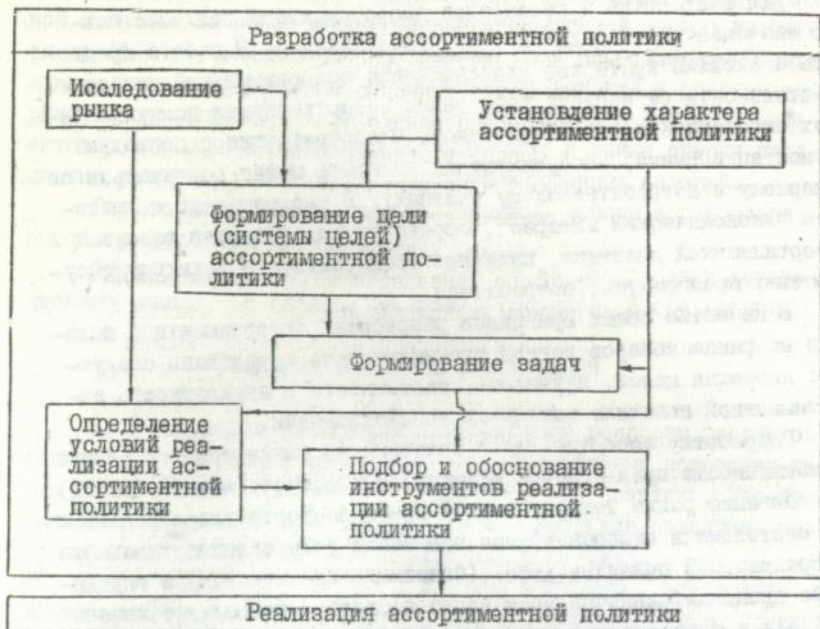 Разработка ассортиментной политики
Исследование
рынка
Установление характера
ассортиментной политики
Формирование цели
(системы целей)
ассортиментной по-
литики
Формирование задач
Определение
условий реа-
лизации ас-
сортиментной
политики
Подбор и обоснование
инструментов реализа-
ции ассортиментной
политики
Реализация ассортиментной политики